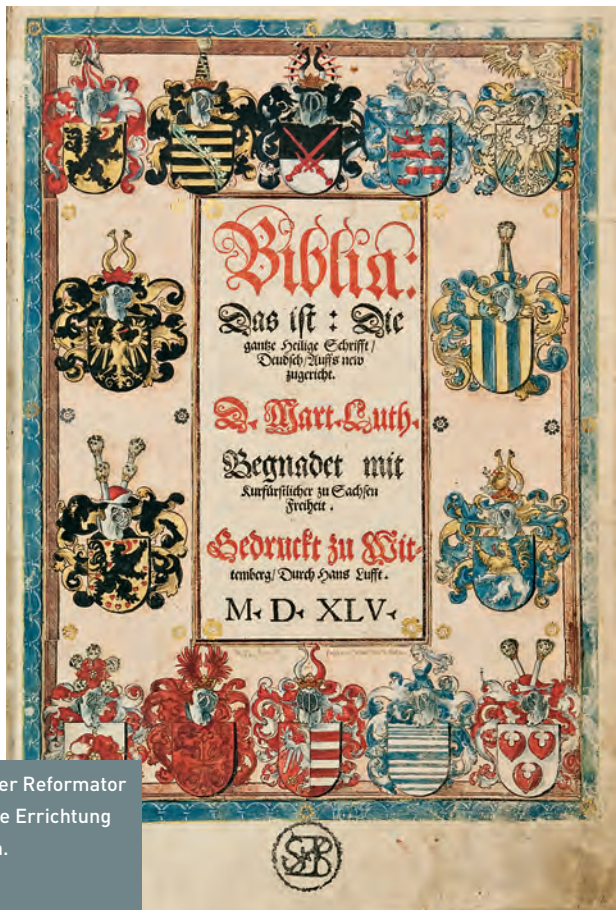 Biblia:
Das ist : Die
gantze Heilige Schrifft /
Deudsch / Auffs new
zugericht.
D. Mart. Luth.
Begnadet mit
Kurfürstlicher zu Sachsen
Freiheit .
Gedruckt zu Wit-
temberg / Durch Hans Lufft .
M. D. XLV.
er Reformator
e Errichtung
.